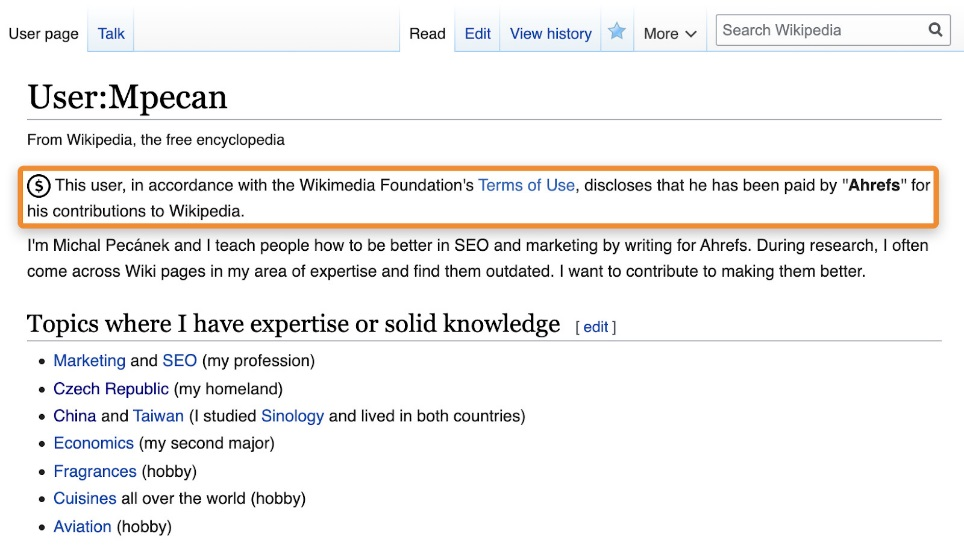 User page Talk Read Edit View history More Search Wikipedia
User:Mpecan
From Wikipedia, the free encyclopedia
$ This user, in accordance with the Wikimedia Foundation's Terms of Use, discloses that he has been paid by "Ahrefs" for
his contributions to Wikipedia.
I'm Michal Pecánek and I teach people how to be better in SEO and marketing by writing for Ahrefs. During research, I often
come across Wiki pages in my area of expertise and find them outdated. I want to contribute to making them better.
Topics where I have expertise or solid knowledge [ edit ]
• Marketing and SEO (my profession)
• Czech Republic (my homeland)
• China and Taiwan (I studied Sinology and lived in both countries)
• Economics (my second major)
• Fragrances (hobby)
• Cuisines all over the world (hobby)
• Aviation (hobby)